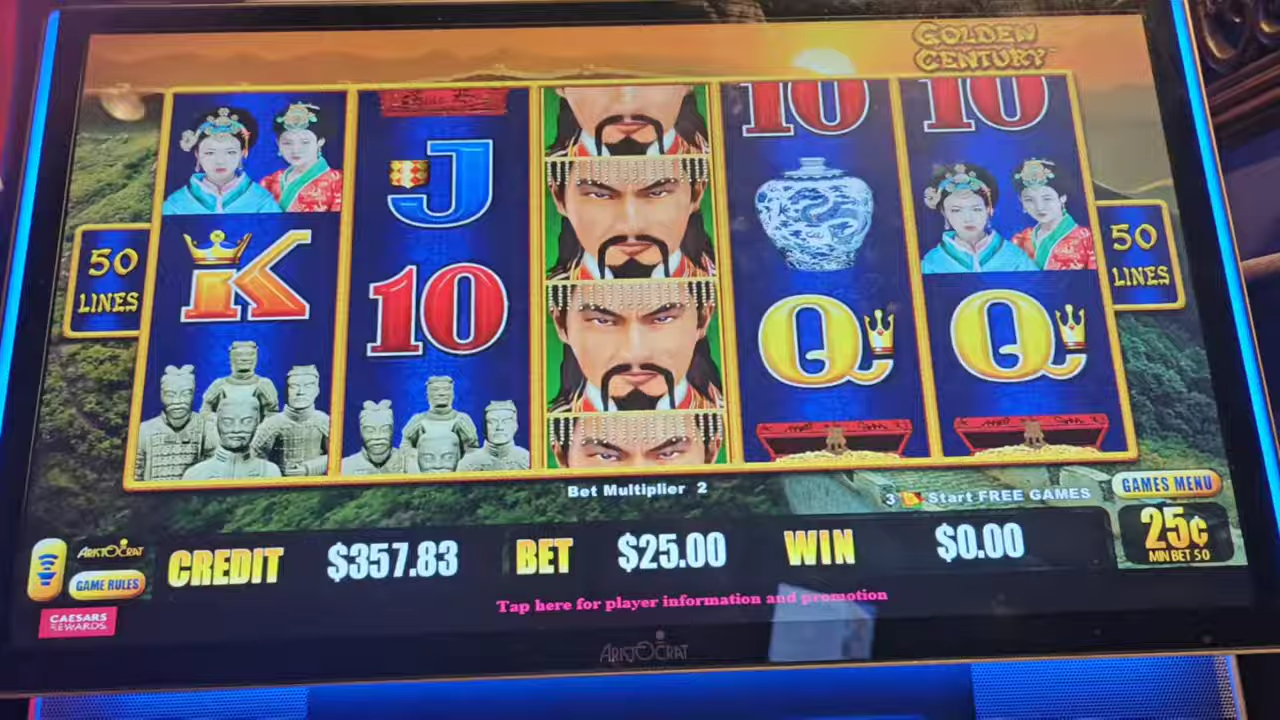 GOLDEN
CENTURY
10
10
J
50
LINES
50
LINES
K
10
Q
Q
Bet Multiplier 2
3 Start FREE GAMES
GAMES MENU
ARISTOCRAT
GAME RULES
CREDIT $357.83 BET $25.00 WIN $0.00
25¢
MIN BET 50
CAESARS
REWARDS
Tap here for player information and promotion
ARISTOCRAT